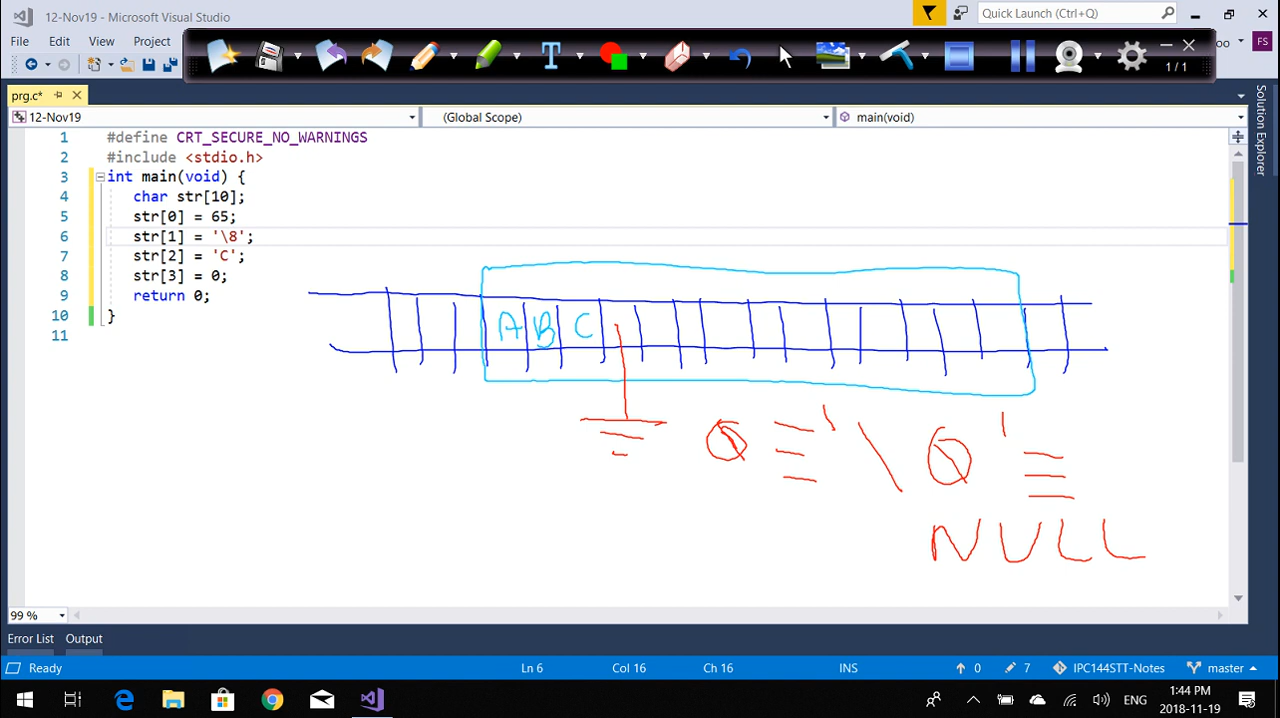 12-Nov19 - Microsoft Visual Studio
Quick Launch (Ctrl+Q)
File Edit View Project
oo FS
T
1 / 1
prg.c*
12-Nov19 (Global Scope) main(void)
1 #define CRT_SECURE_NO_WARNINGS
2 #include <stdio.h>
3 int main(void) {
4 char str[10];
5 str[0] = 65;
6 str[1] = '\8';
7 str[2] = 'C';
8 str[3] = 0;
9 return 0;
10 }
11
A B C
0 ≡ '\0' ≡
NULL
Solution Explorer
99 %
Error List Output
Ready Ln 6 Col 16 Ch 16 INS 0 7 IPC144STT-Notes master
ENG 1:44 PM
2018-11-19